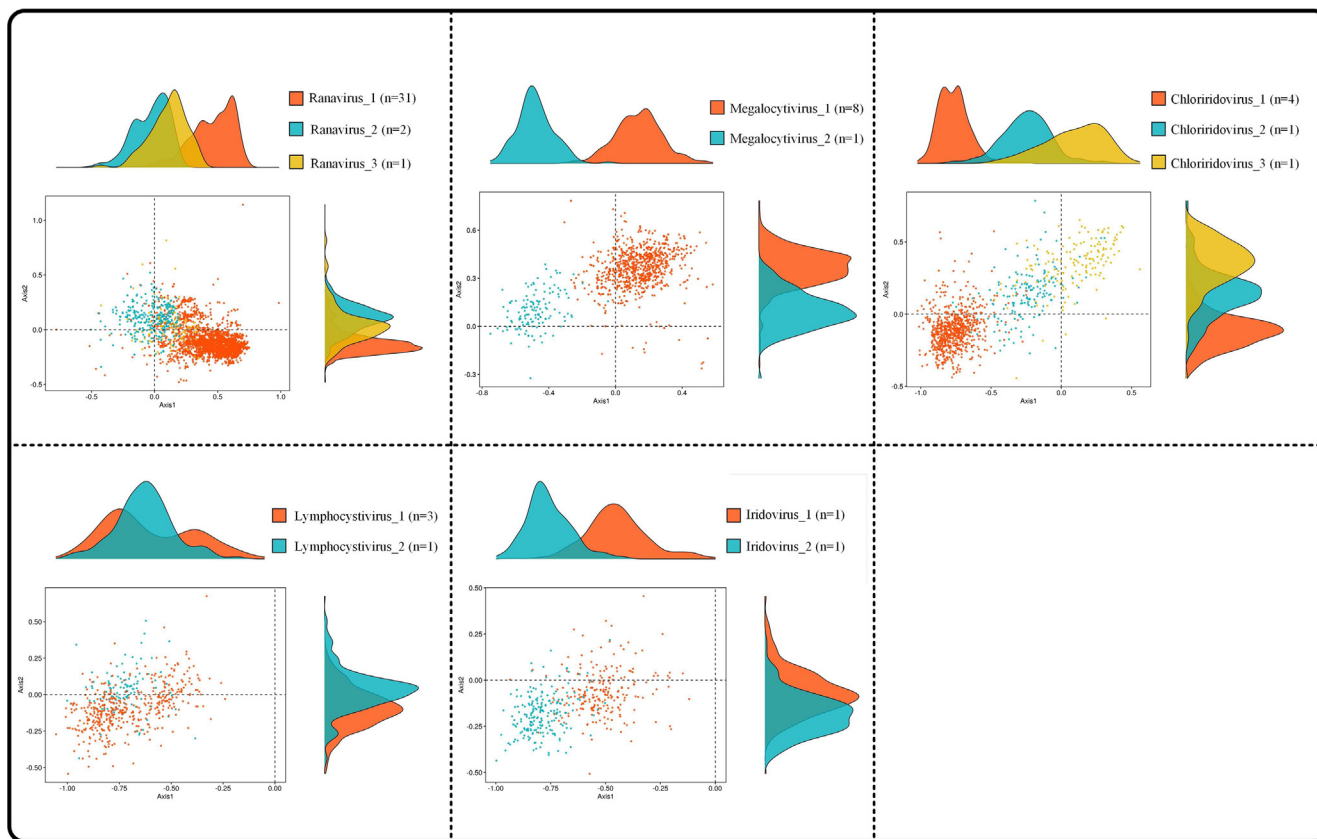 Ranavirus_1 (n=31)
Ranavirus_2 (n=2)
Ranavirus_3 (n=1)
1.0
0.5
0.0
-0.5
Axis2
-0.5
0.0
0.5
1.0
Axis1
Megalocytivirus_1 (n=8)
Megalocytivirus_2 (n=1)
0.6
0.3
0.0
-0.3
Axis2
-0.8
-0.4
0.0
0.4
Axis1
Chloriridovirus_1 (n=4)
Chloriridovirus_2 (n=1)
Chloriridovirus_3 (n=1)
0.5
0.0
-0.5
Axis2
-1.0
-0.5
0.0
0.5
Axis1
Lymphocystivirus_1 (n=3)
Lymphocystivirus_2 (n=1)
0.50
0.25
0.00
-0.25
-0.50
Axis2
-1.00
-0.75
-0.50
-0.25
0.00
Axis1
Iridovirus_1 (n=1)
Iridovirus_2 (n=1)
0.50
0.25
0.00
-0.25
-0.50
Axis2
-1.00
-0.75
-0.50
-0.25
0.00
Axis1